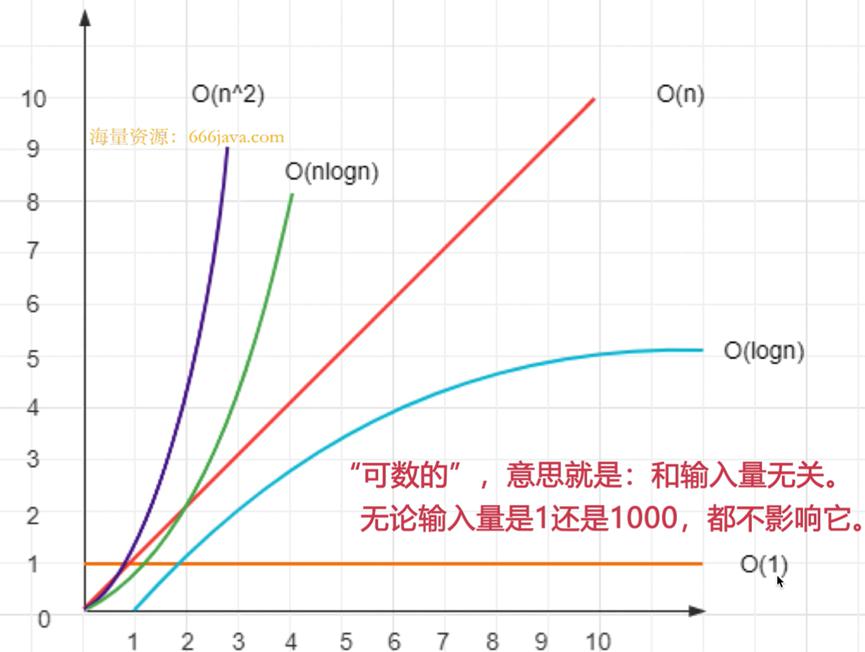 10
O(n^2)
O(n)
海量资源：666java.com
9
O(nlogn)
8
7
6
5
O(logn)
4
3
“可数的”，意思就是：和输入量无关。
2
无论输入量是1还是1000，都不影响它。
1
O(1)
0
1 2 3 4 5 6 7 8 9 10